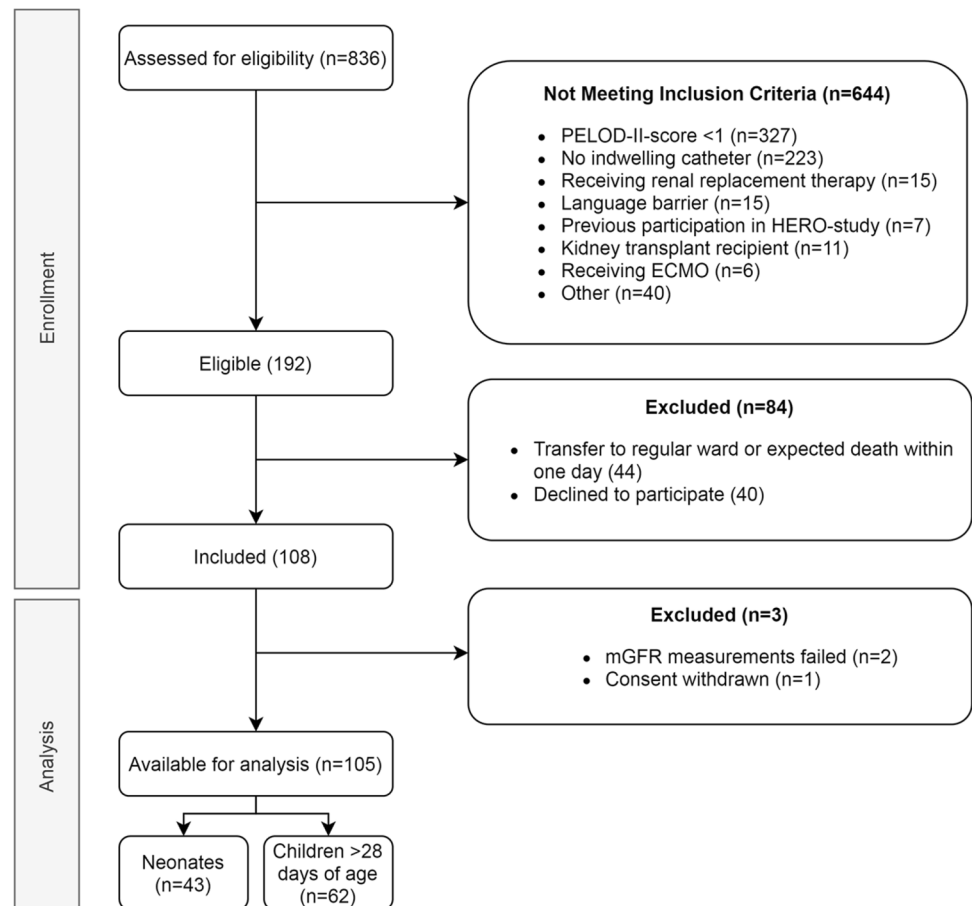 Enrollment
Assessed for eligibility (n=836)
Not Meeting Inclusion Criteria (n=644)
• PELOD-II-score <1 (n=327)
• No indwelling catheter (n=223)
• Receiving renal replacement therapy (n=15)
• Language barrier (n=15)
• Previous participation in HERO-study (n=7)
• Kidney transplant recipient (n=11)
• Receiving ECMO (n=6)
• Other (n=40)
Eligible (192)
Excluded (n=84)
• Transfer to regular ward or expected death within
one day (44)
• Declined to participate (40)
Included (108)
Analysis
Excluded (n=3)
• mGFR measurements failed (n=2)
• Consent withdrawn (n=1)
Available for analysis (n=105)
Neonates
(n=43)
Children >28
days of age
(n=62)